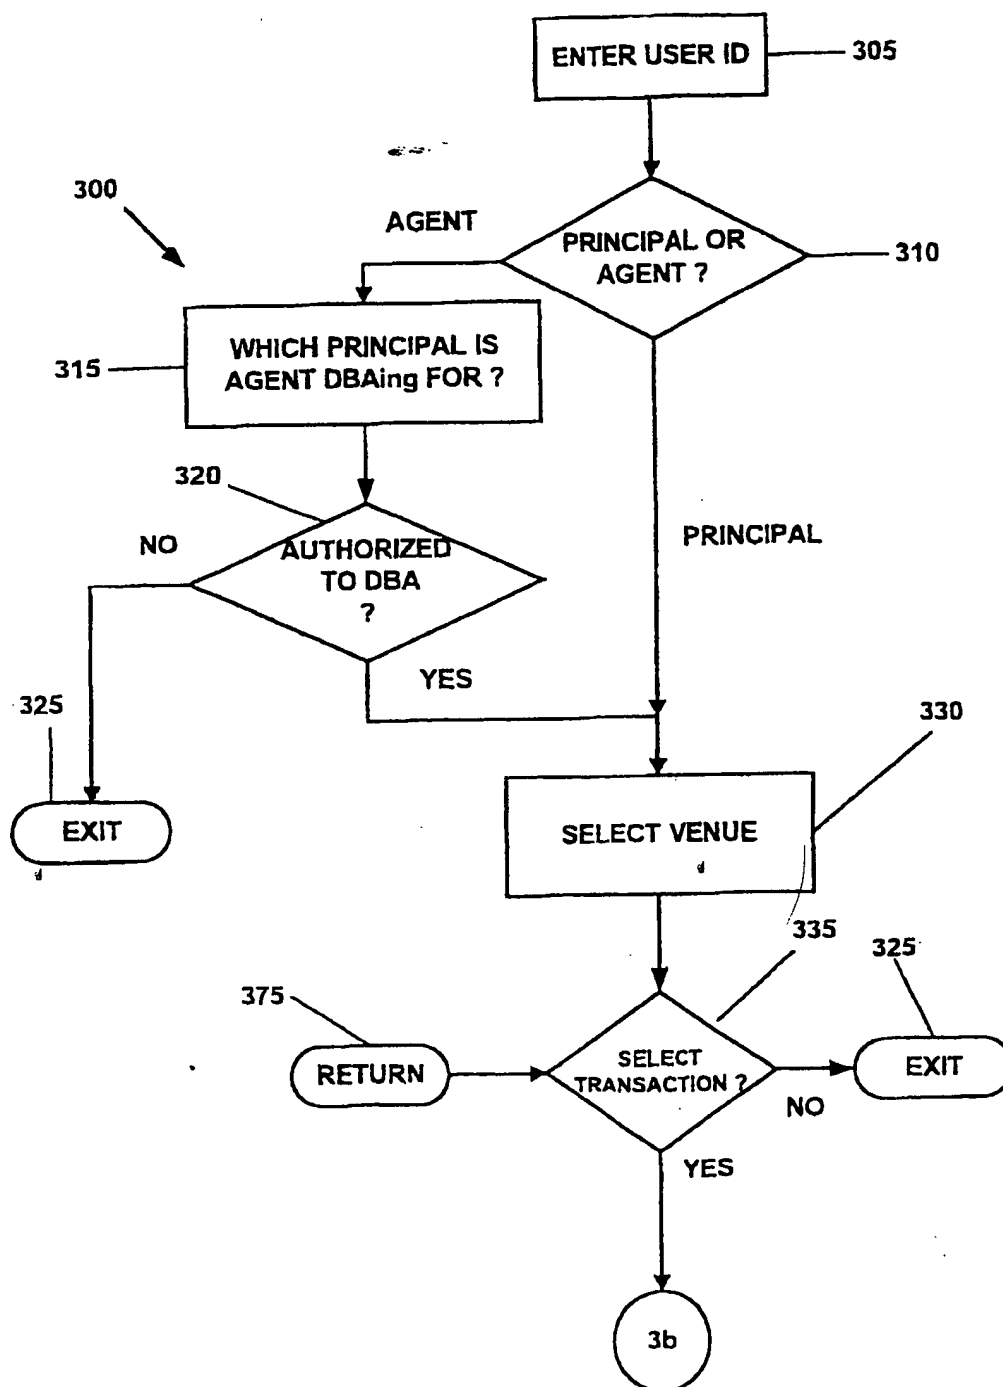 ENTER USER ID
305
300
AGENT
PRINCIPAL OR
AGENT ?
310
315
WHICH PRINCIPAL IS
AGENT DBAing FOR ?
320
NO
AUTHORIZED
TO DBA
?
PRINCIPAL
YES
325
330
EXIT
SELECT VENUE
335
325
375
RETURN
SELECT
TRANSACTION ?
EXIT
NO
YES
3b